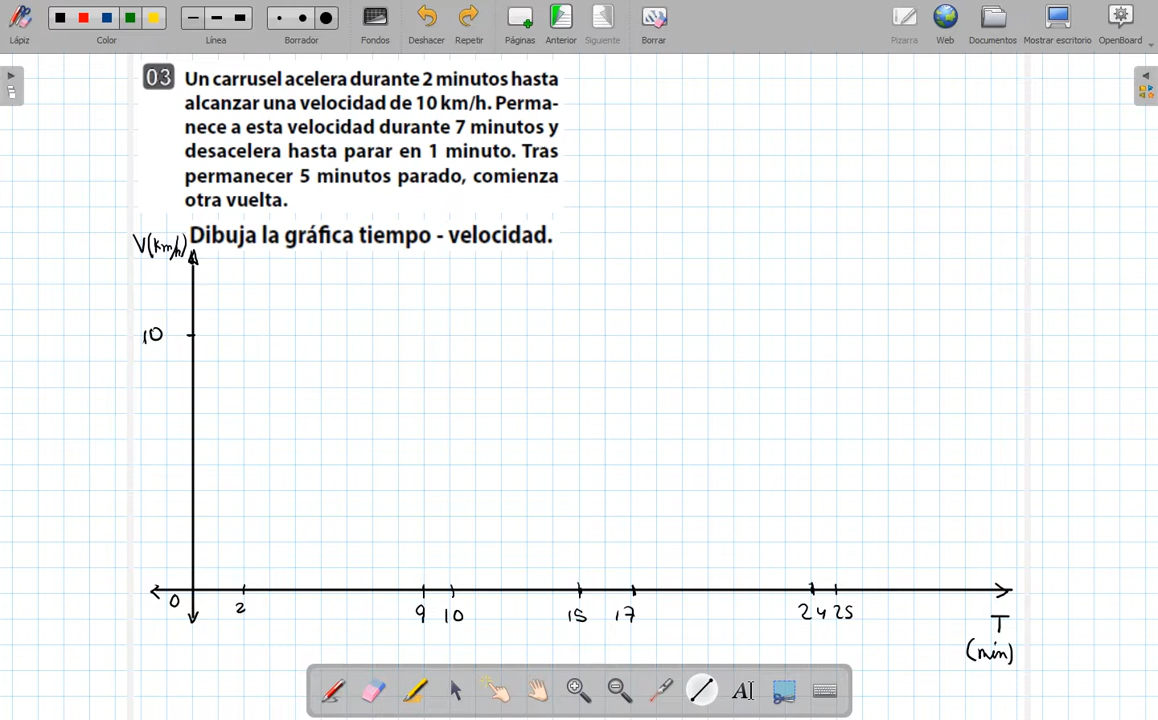 Lápiz
Color
Línea
Borrador
Fondos
Deshacer
Repetir
Páginas
Anterior
Siguiente
Borrar
Pizarra
Web
Documentos
Mostrar escritorio
OpenBoard
03 Un carrusel acelera durante 2 minutos hasta
alcanzar una velocidad de 10 km/h. Perma-
nece a esta velocidad durante 7 minutos y
desacelera hasta parar en 1 minuto. Tras
permanecer 5 minutos parado, comienza
otra vuelta.
Dibuja la gráfica tiempo - velocidad.
V(km/h)
10
0 2 9 10 15 17 24 25
T
(min)
AI